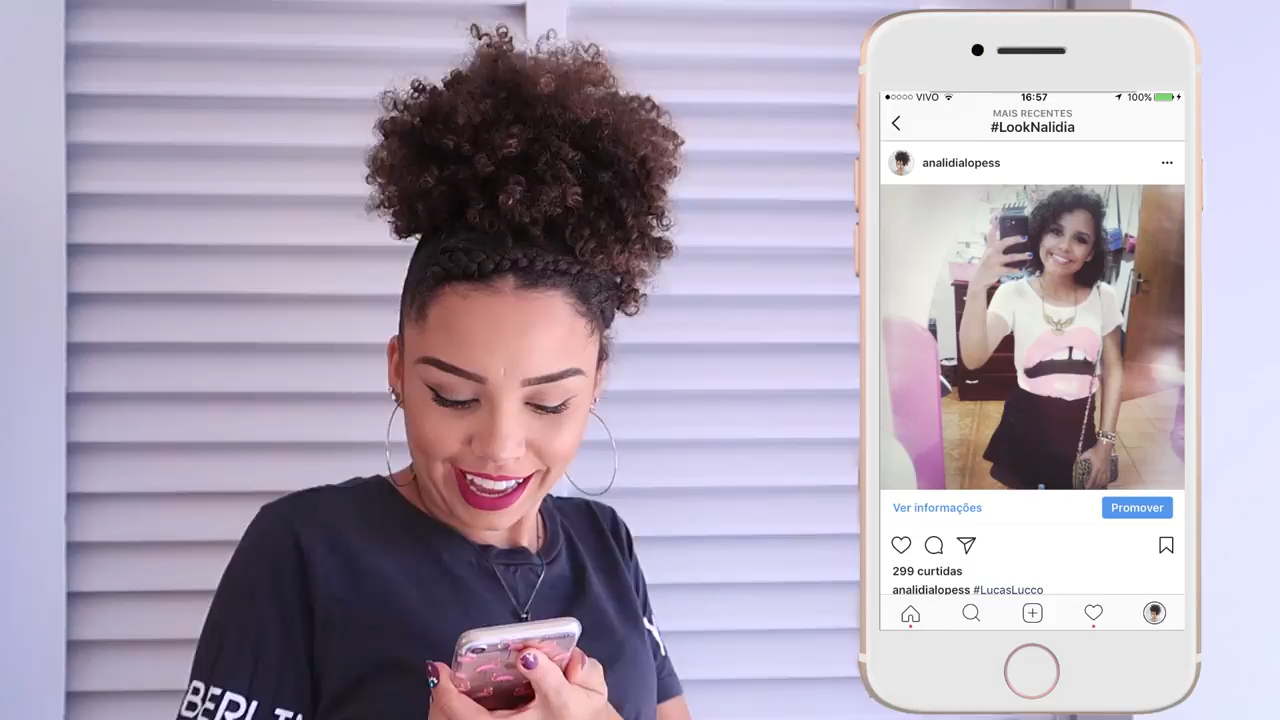 VIVO 16:57 100%
MAIS RECENTES
#LookNalidia
analidialopess
Ver informações Promover
299 curtidas
analidialopess #LucasLucco